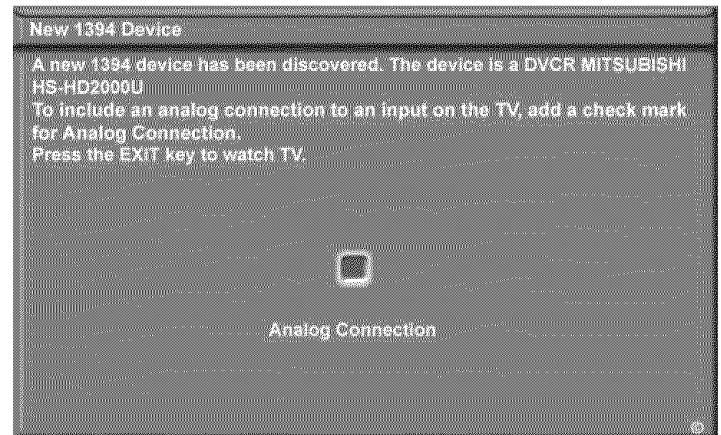 New 1394 Device
A new 1394 device has been discovered. The device is a DVCR MITSUBISHI
HS-HD2000U
To include an analog connection to an input on the TV, add a check mark
for Analog Connection.
Press the EXIT key to watch TV.
Analog Connection
©